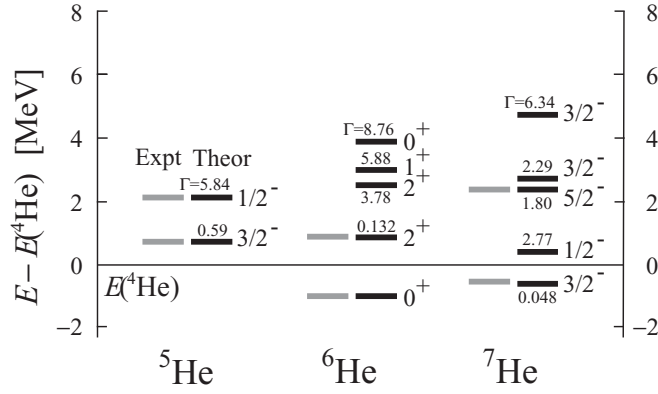 E − E(⁴He) [MeV]
8 8
6 6
4 4
2 2
0 0
−2 −2
Expt Theor
Γ=5.84 1/2⁻
0.59 3/2⁻
E(⁴He)
⁵He
Γ=8.76 0⁺
5.88 1⁺
2⁺
3.78
0.132 2⁺
0⁺
⁶He
Γ=6.34 3/2⁻
2.29 3/2⁻
5/2⁻
1.80
2.77 1/2⁻
3/2⁻
0.048
⁷He